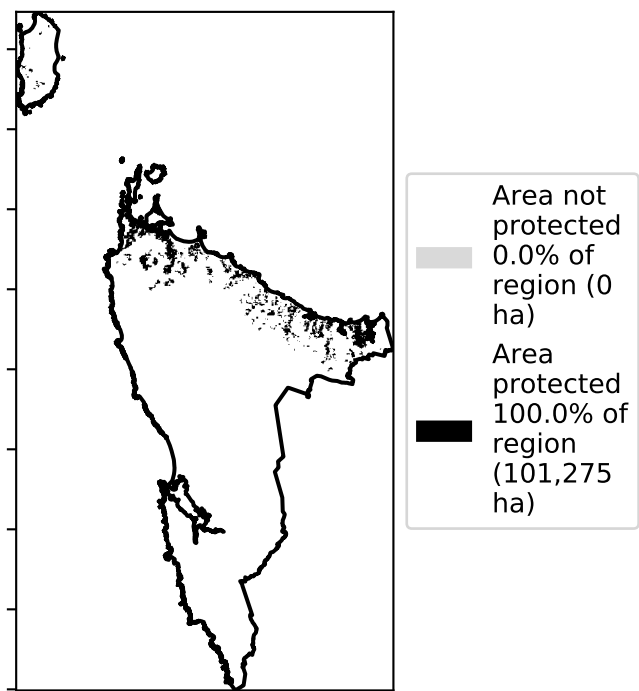 Area not
protected
0.0% of
region (0
ha)
Area
protected
100.0% of
region
(101,275
ha)